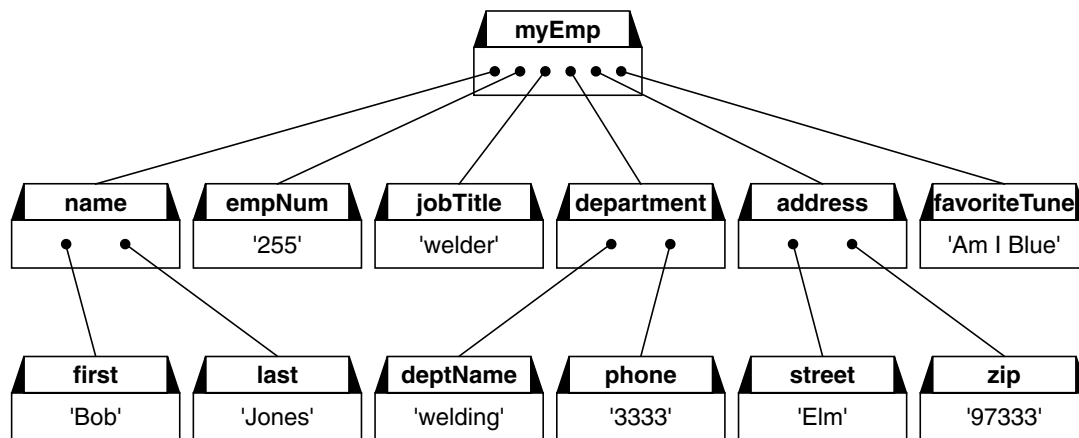 myEmp
name empNum jobTitle department address favoriteTune
'255' 'welder' 'Am I Blue'
first last deptName phone street zip
'Bob' 'Jones' 'welding' '3333' 'Elm' '97333'